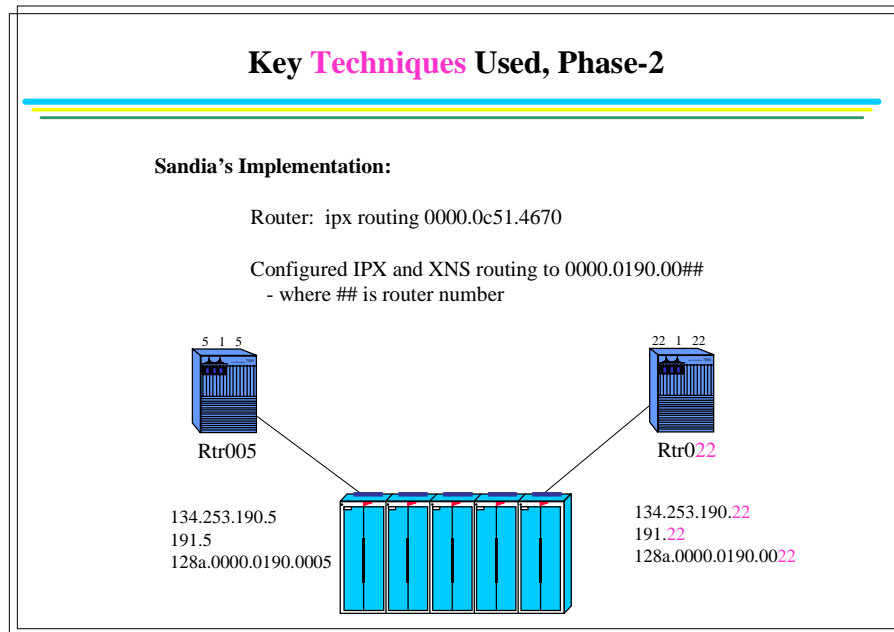 Key Techniques Used, Phase-2
Sandia's Implementation:
Router: ipx routing 0000.0c51.4670
Configured IPX and XNS routing to 0000.0190.00##
- where ## is router number
5 1 5
22 1 22
Rtr005
Rtr022
134.253.190.5
191.5
128a.0000.0190.0005
134.253.190.22
191.22
128a.0000.0190.0022